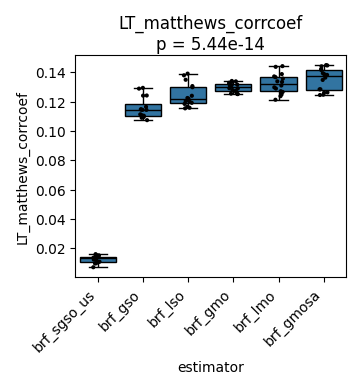 LT_matthews_corrcoef
p = 5.44e-14
LT_matthews_corrcoef
0.14
0.12
0.10
0.08
0.06
0.04
0.02
brf_sgso_us
brf_gso
brf_lso
brf_gmo
brf_lmo
brf_gmosa
estimator